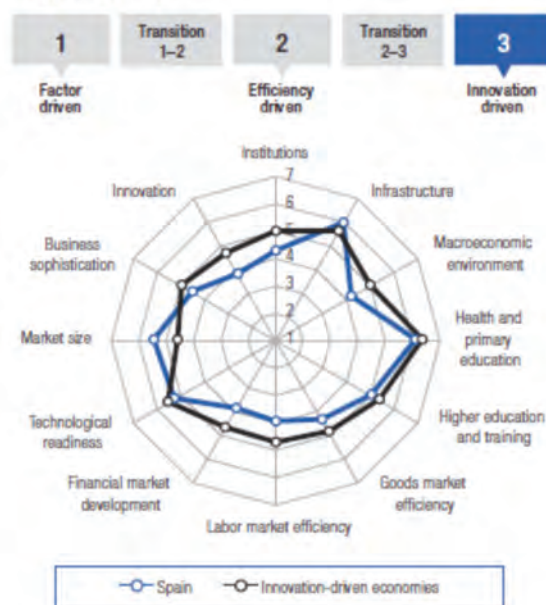 1
Transition
1–2
2
Transition
2–3
3
Factor
driven
Efficiency
driven
Innovation
driven
Institutions
7
Innovation
Infrastructure
6
5
Business
sophistication
Macroeconomic
environment
4
3
2
Market size
1
Health and
primary
education
Technological
readiness
Higher education
and training
Financial market
development
Goods market
efficiency
Labor market efficiency
Spain
Innovation-driven economies